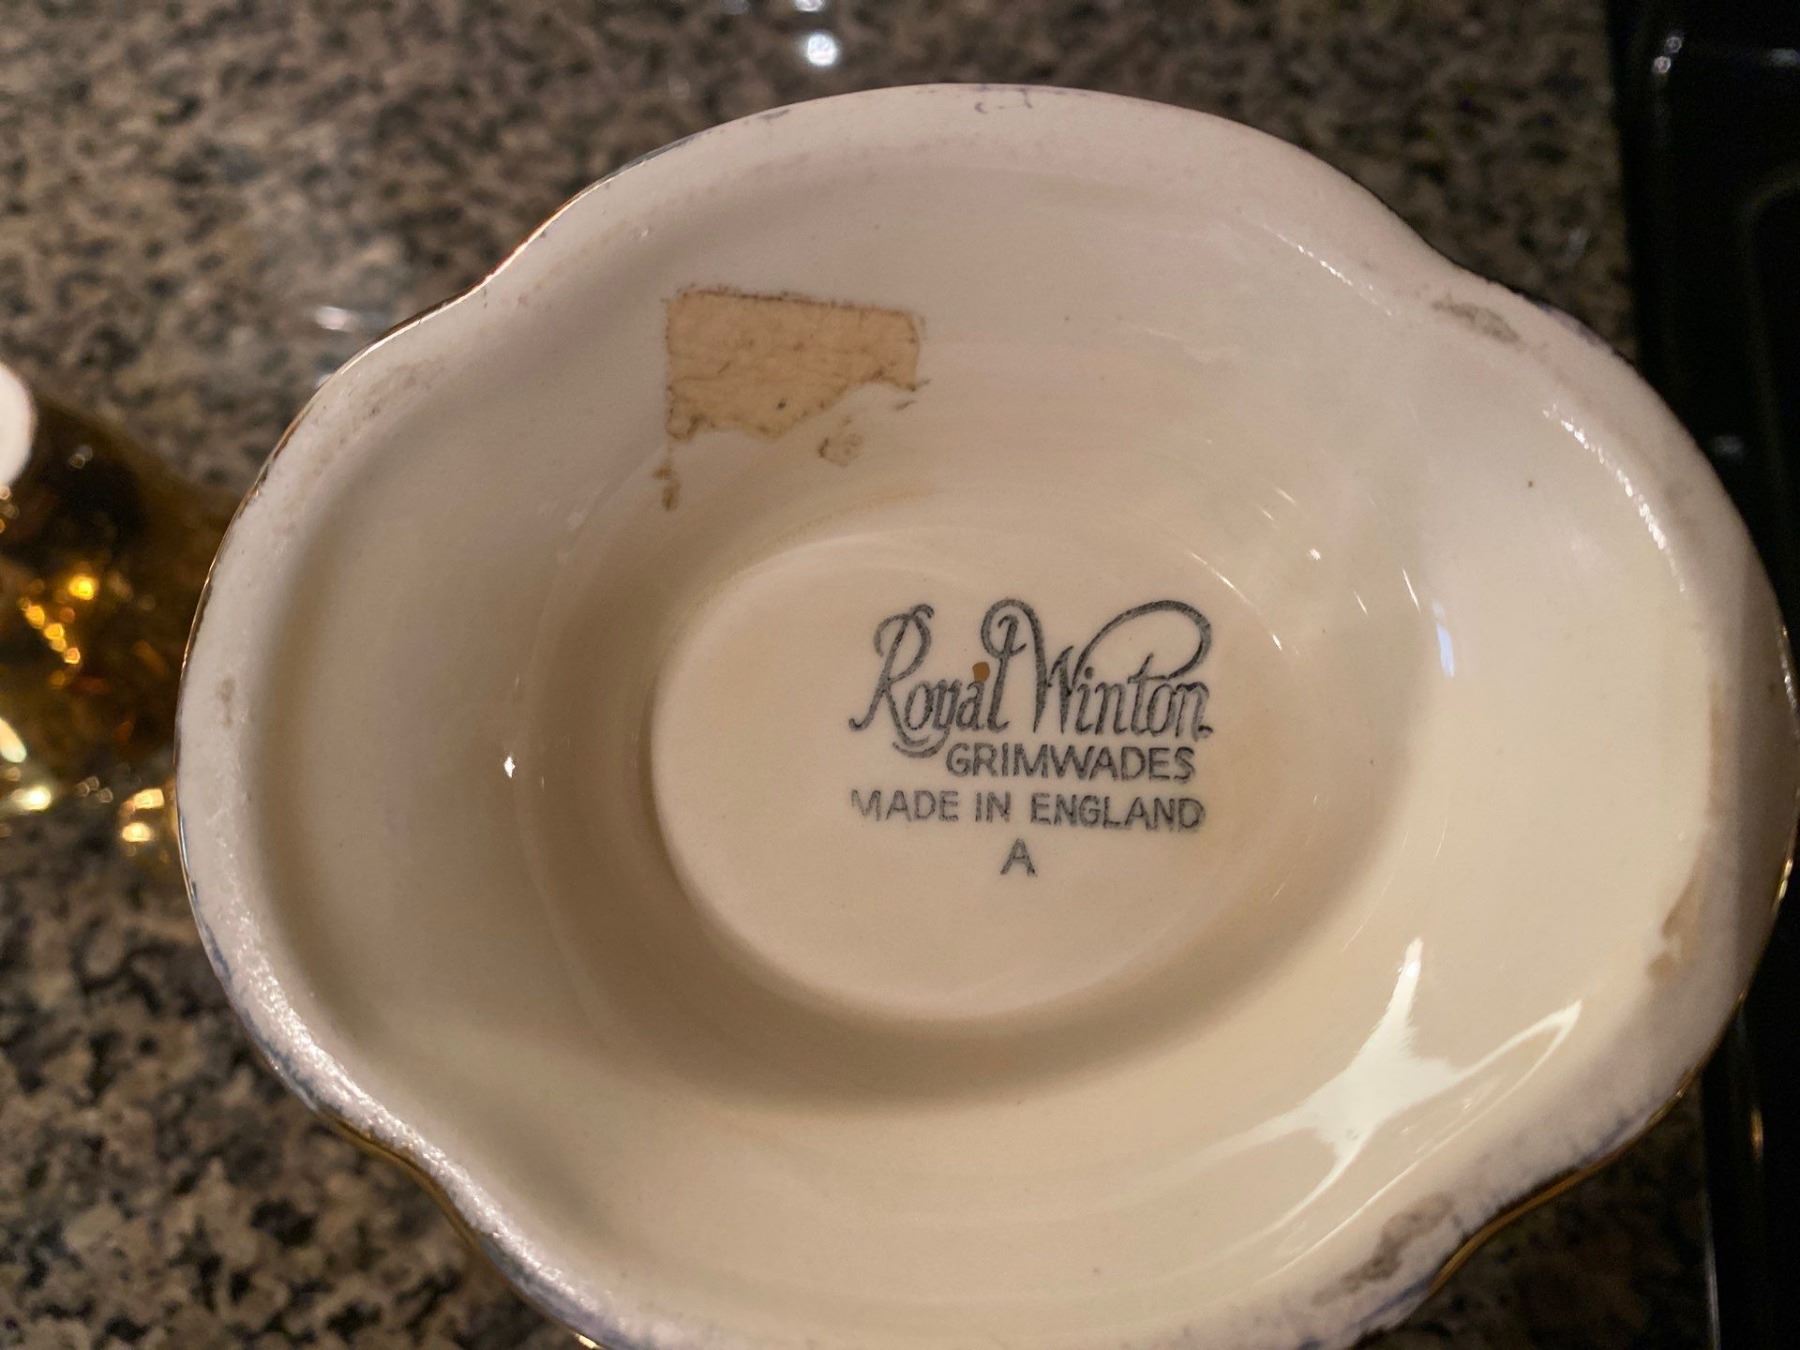 Royal Winton
GRIMWADES
MADE IN ENGLAND
A